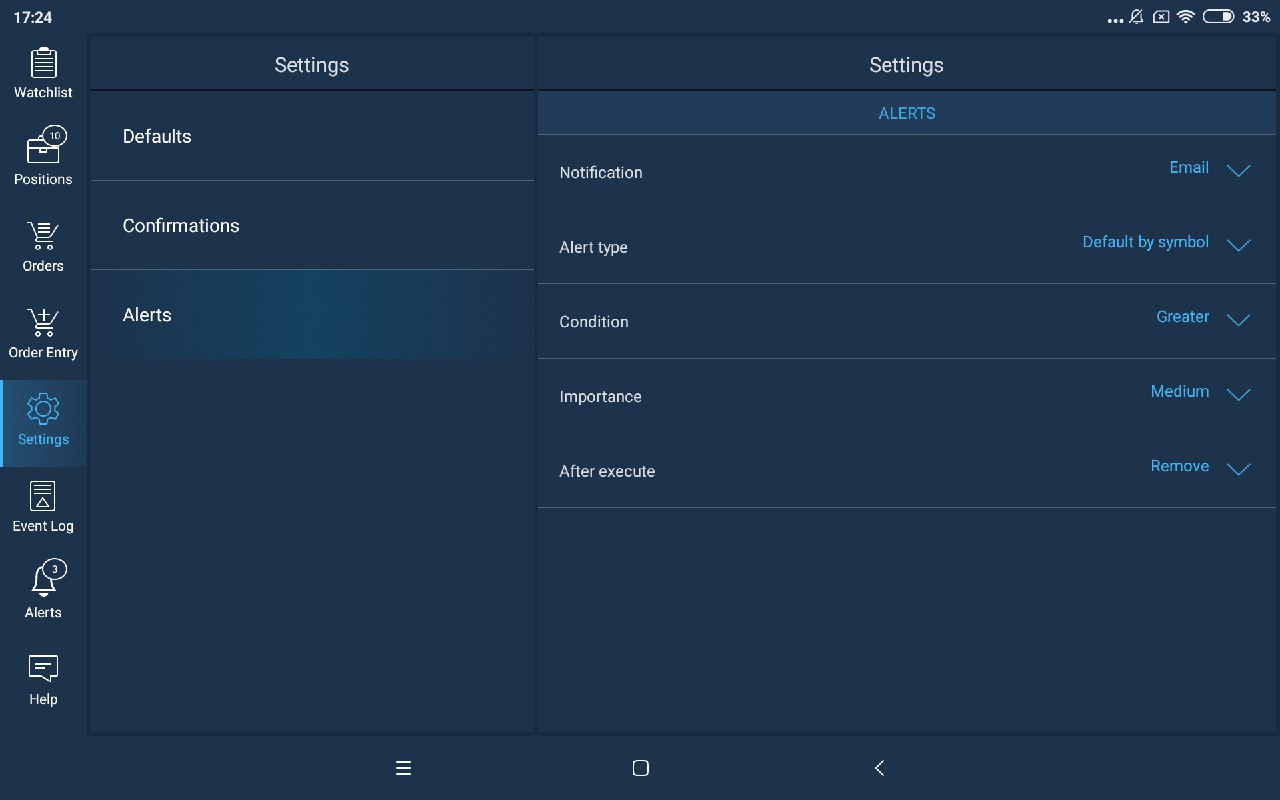 17:24
33%
Watchlist
10
Positions
Orders
Order Entry
Settings
Event Log
3
Alerts
Help
Settings
Defaults
Confirmations
Alerts
Settings
ALERTS
Notification Email
Alert type Default by symbol
Condition Greater
Importance Medium
After execute Remove